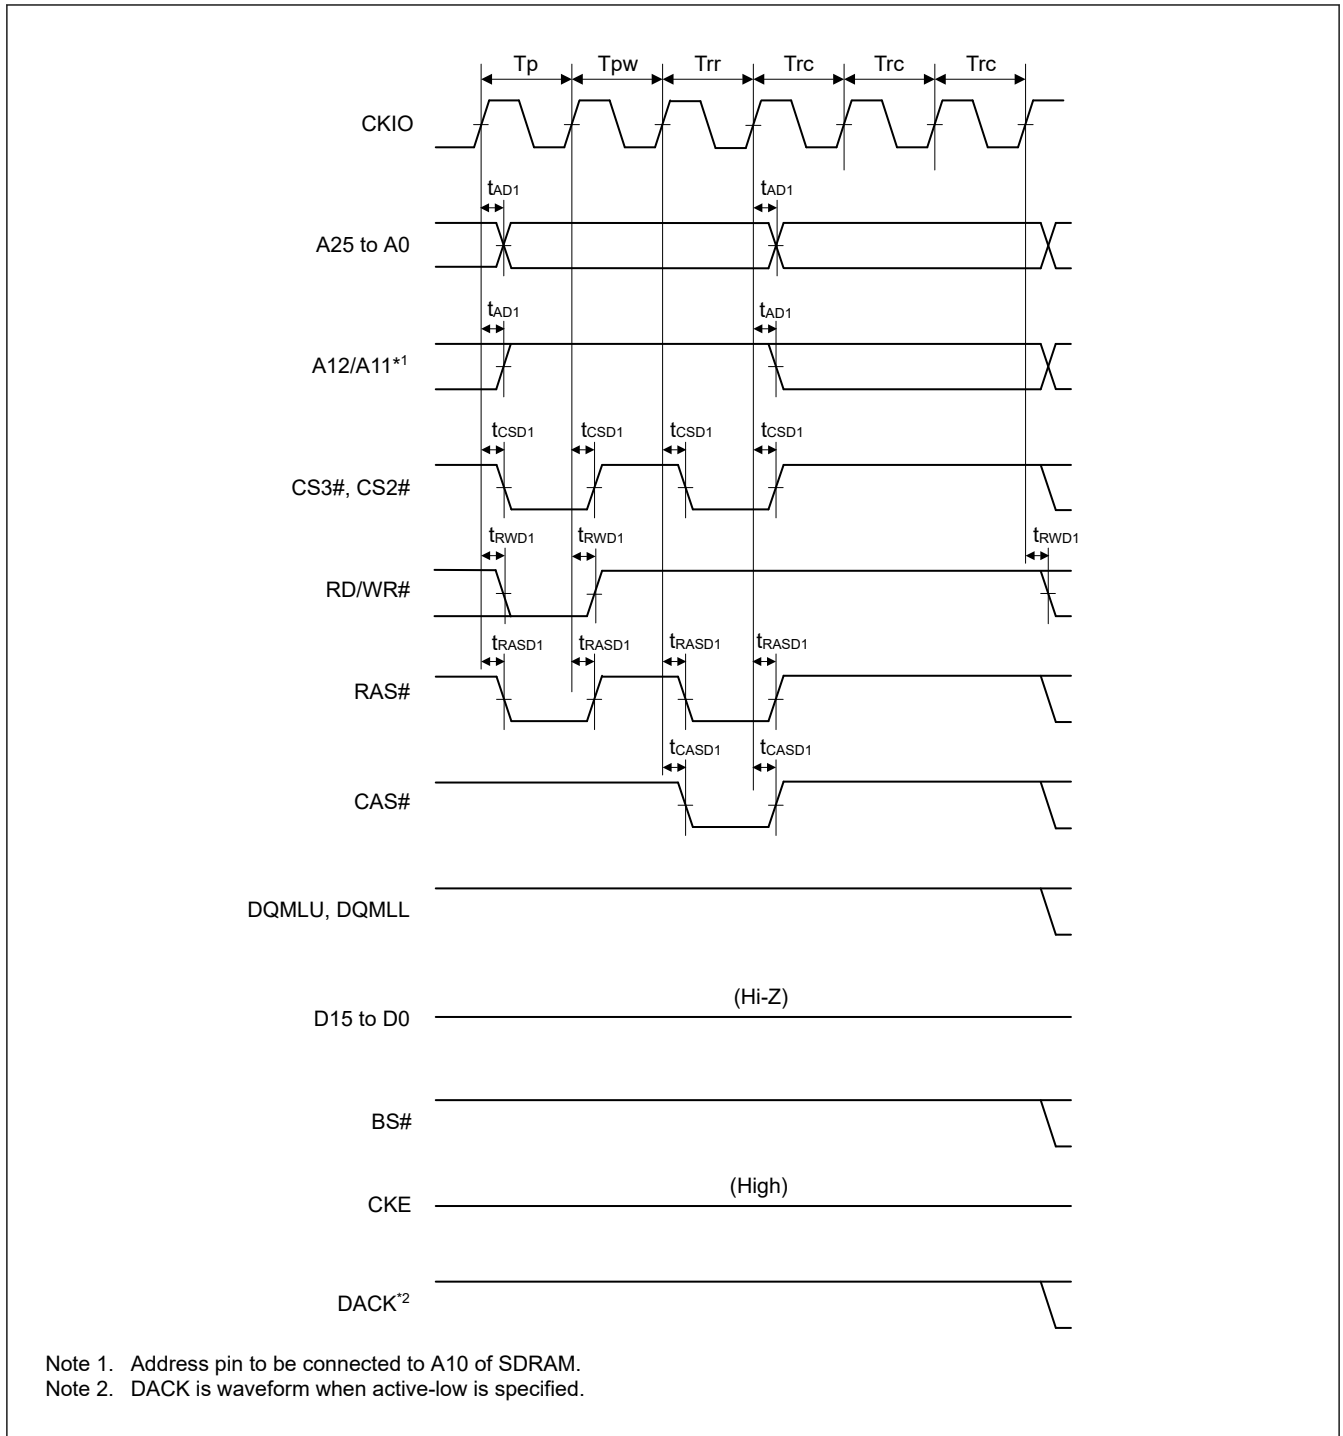 Tp Tpw Trr Trc Trc Trc
CKIO
tAD1 tAD1
A25 to A0
tAD1 tAD1
A12/A11*1
tCSD1 tCSD1 tCSD1 tCSD1
CS3#, CS2#
tRWD1 tRWD1 tRWD1
RD/WR#
tRASD1 tRASD1 tRASD1 tRASD1
RAS#
tCASD1 tCASD1
CAS#
DQMLU, DQMLL
(Hi-Z)
D15 to D0
BS#
(High)
CKE
DACK*2
Note 1. Address pin to be connected to A10 of SDRAM.
Note 2. DACK is waveform when active-low is specified.